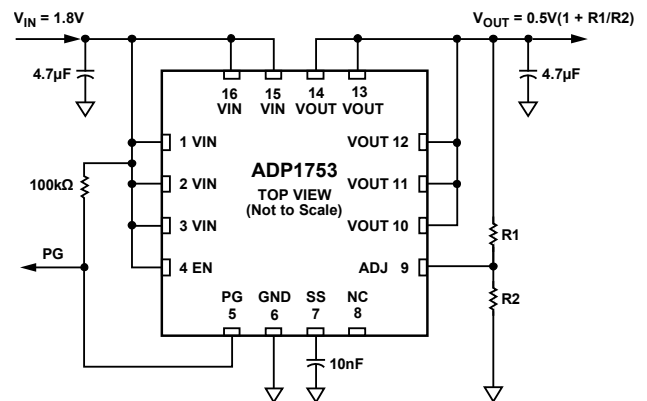 VIN = 1.8V
VOUT = 0.5V(1 + R1/R2)
4.7µF
4.7µF
16
VIN
15
VIN
14
VOUT
13
VOUT
1 VIN
2 VIN
3 VIN
4 EN
100kΩ
PG
ADP1753
TOP VIEW
(Not to Scale)
VOUT 12
VOUT 11
VOUT 10
ADJ 9
R1
R2
PG
5
GND
6
SS
7
NC
8
10nF